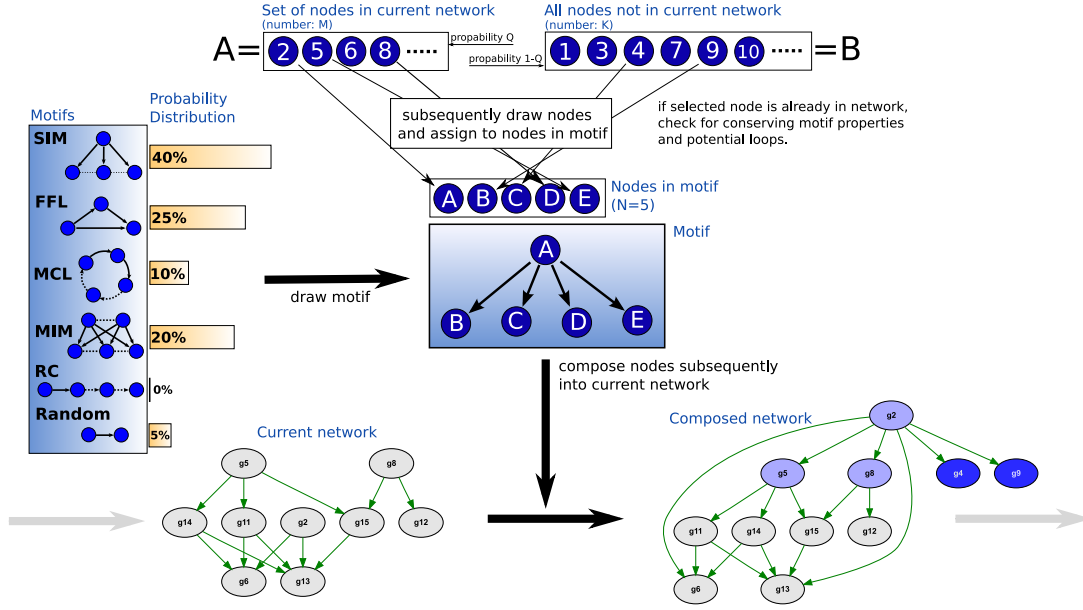 Set of nodes in current network
(number: M)
All nodes not in current network
(number: K)
A=
2 5 6 8 .....
propability Q
propability 1-Q
1 3 4 7 9 10 .....
=B
subsequently draw nodes
and assign to nodes in motif
if selected node is already in network,
check for conserving motif properties
and potential loops.
Motifs
Probability
Distribution
SIM
40%
FFL
25%
MCL
10%
MIM
20%
RC
0%
Random
5%
A B C D E
Nodes in motif
(N=5)
draw motif
Motif
A
B C D E
compose nodes subsequently
into current network
Current network
g5 g8
g14 g11 g2 g15 g12
g6 g13
Composed network
g2
g5 g8 g4 g9
g11 g14 g15 g12
g6 g13